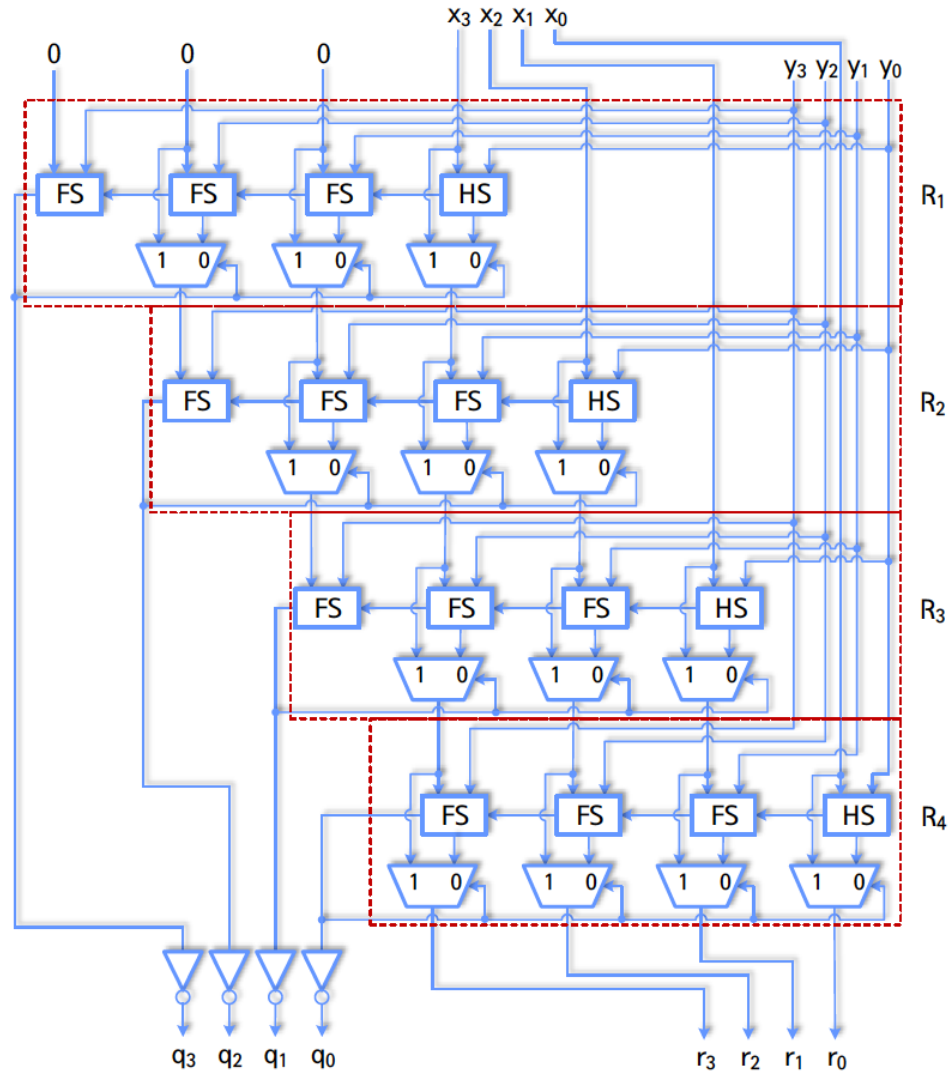 x₃ x₂ x₁ x₀
0 0 0
y₃ y₂ y₁ y₀
FS FS FS HS R₁
1 0 1 0 1 0
FS FS FS HS R₂
1 0 1 0 1 0
FS FS FS HS R₃
1 0 1 0 1 0
FS FS FS HS R₄
1 0 1 0 1 0 1 0
q₃ q₂ q₁ q₀ r₃ r₂ r₁ r₀